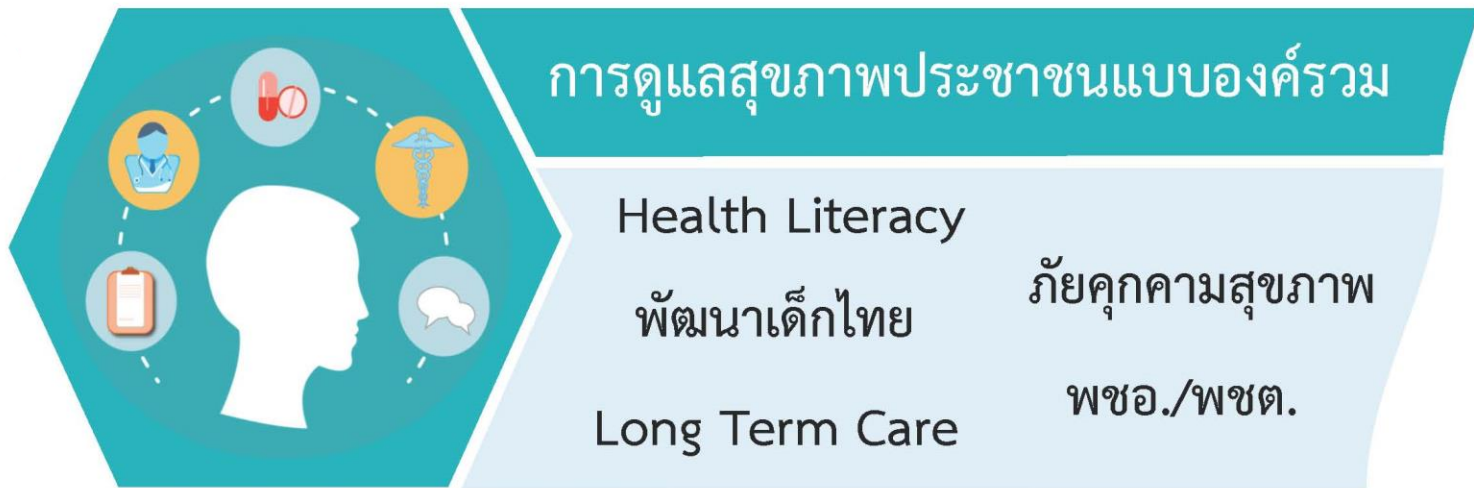 การดูแลสุขภาพประชาชนแบบองค์รวม
Health Literacy
พัฒนาเด็กไทย
Long Term Care
ภัยคุกคามสุขภาพ
พชอ./พชต.